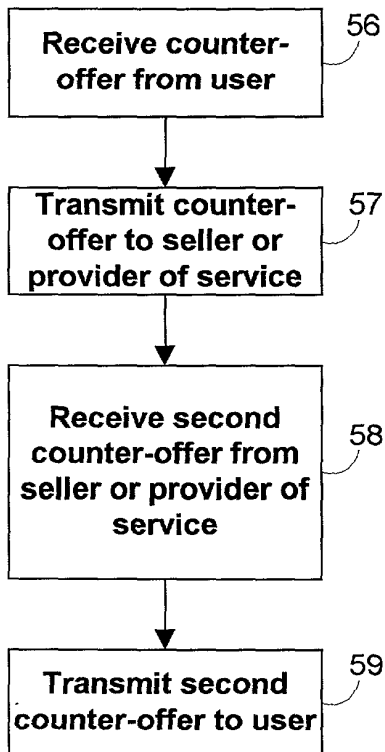 56
Receive counter-
offer from user
57
Transmit counter-
offer to seller or
provider of service
58
Receive second
counter-offer from
seller or provider of
service
59
Transmit second
counter-offer to user